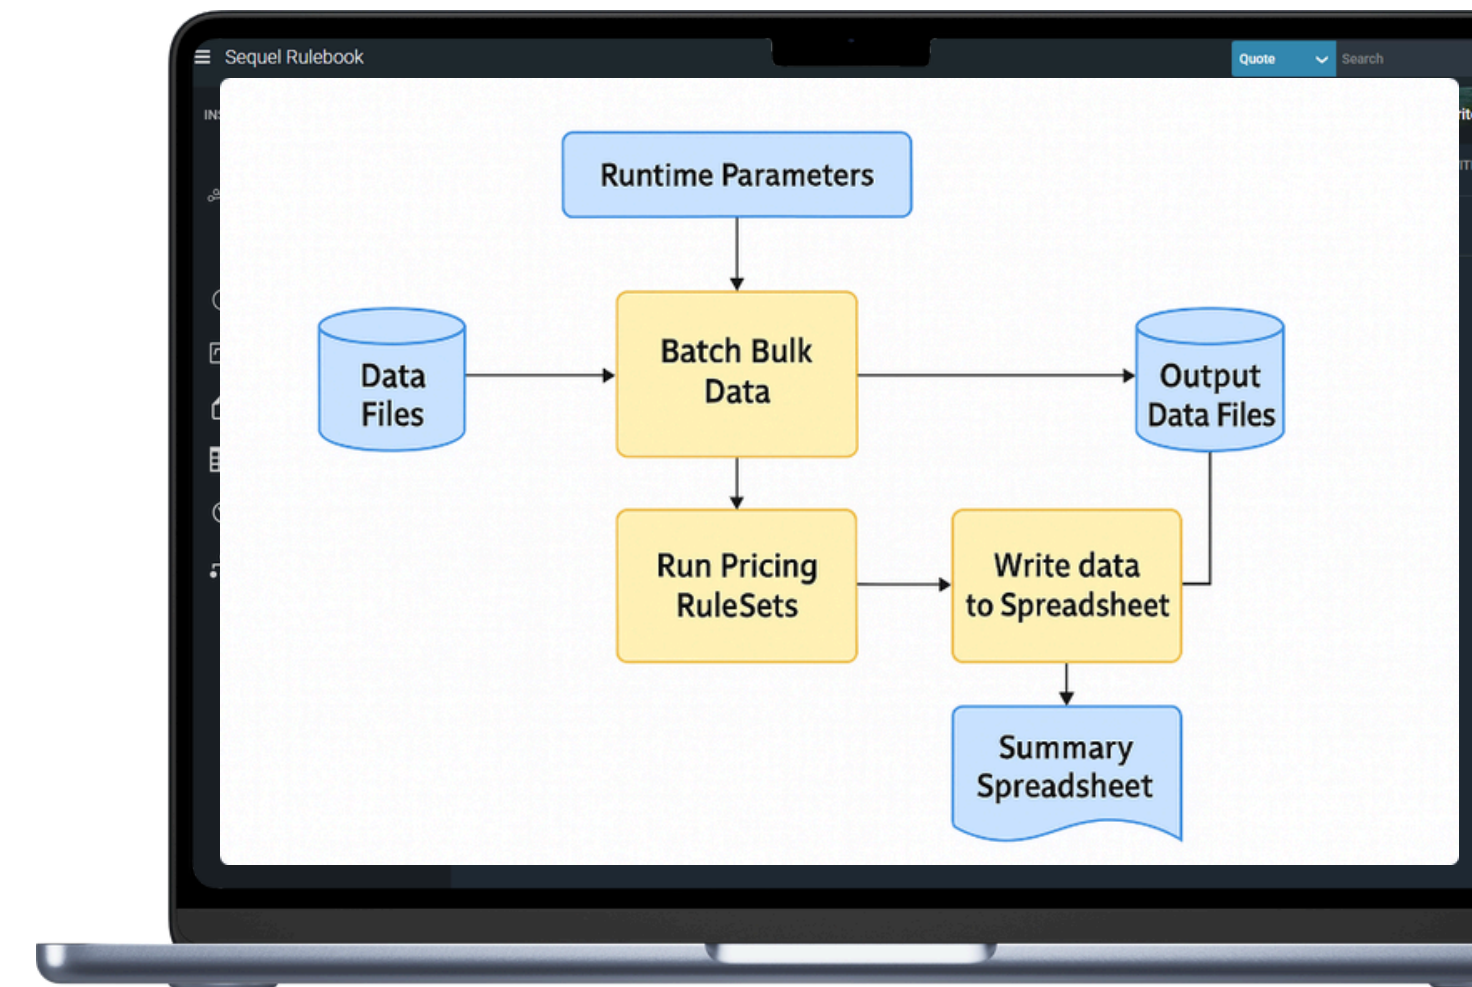 Sequel Rulebook
Quote
Search
Runtime Parameters
Batch Bulk
Data
Data
Files
Output
Data Files
Run Pricing
RuleSets
Write data
to Spreadsheet
Summary
Spreadsheet